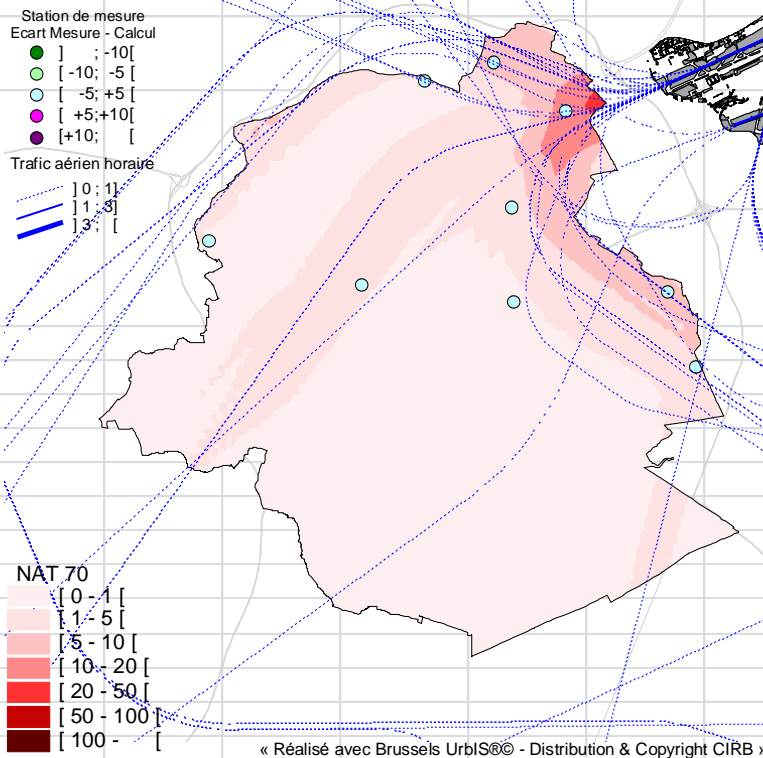 Station de mesure
Ecart Mesure - Calcul
] ; -10[
[ -10; -5 [
[ -5; +5 [
[ +5;+10[
[+10; [
Trafic aérien horaire
] 0 ; 1]
] 1 ; 3]
] 3 ; [
NAT 70
[ 0 - 1 [
[ 1 - 5 [
[ 5 - 10 [
[ 10 - 20 [
[ 20 - 50 [
[ 50 - 100 [
[ 100 - [
« Réalisé avec Brussels UrbIS®© - Distribution & Copyright CIRB »